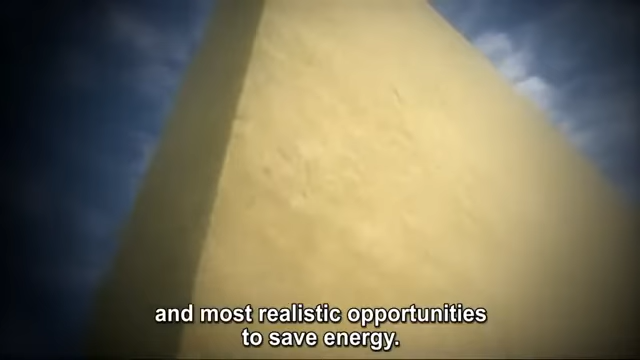 and most realistic opportunities
to save energy.